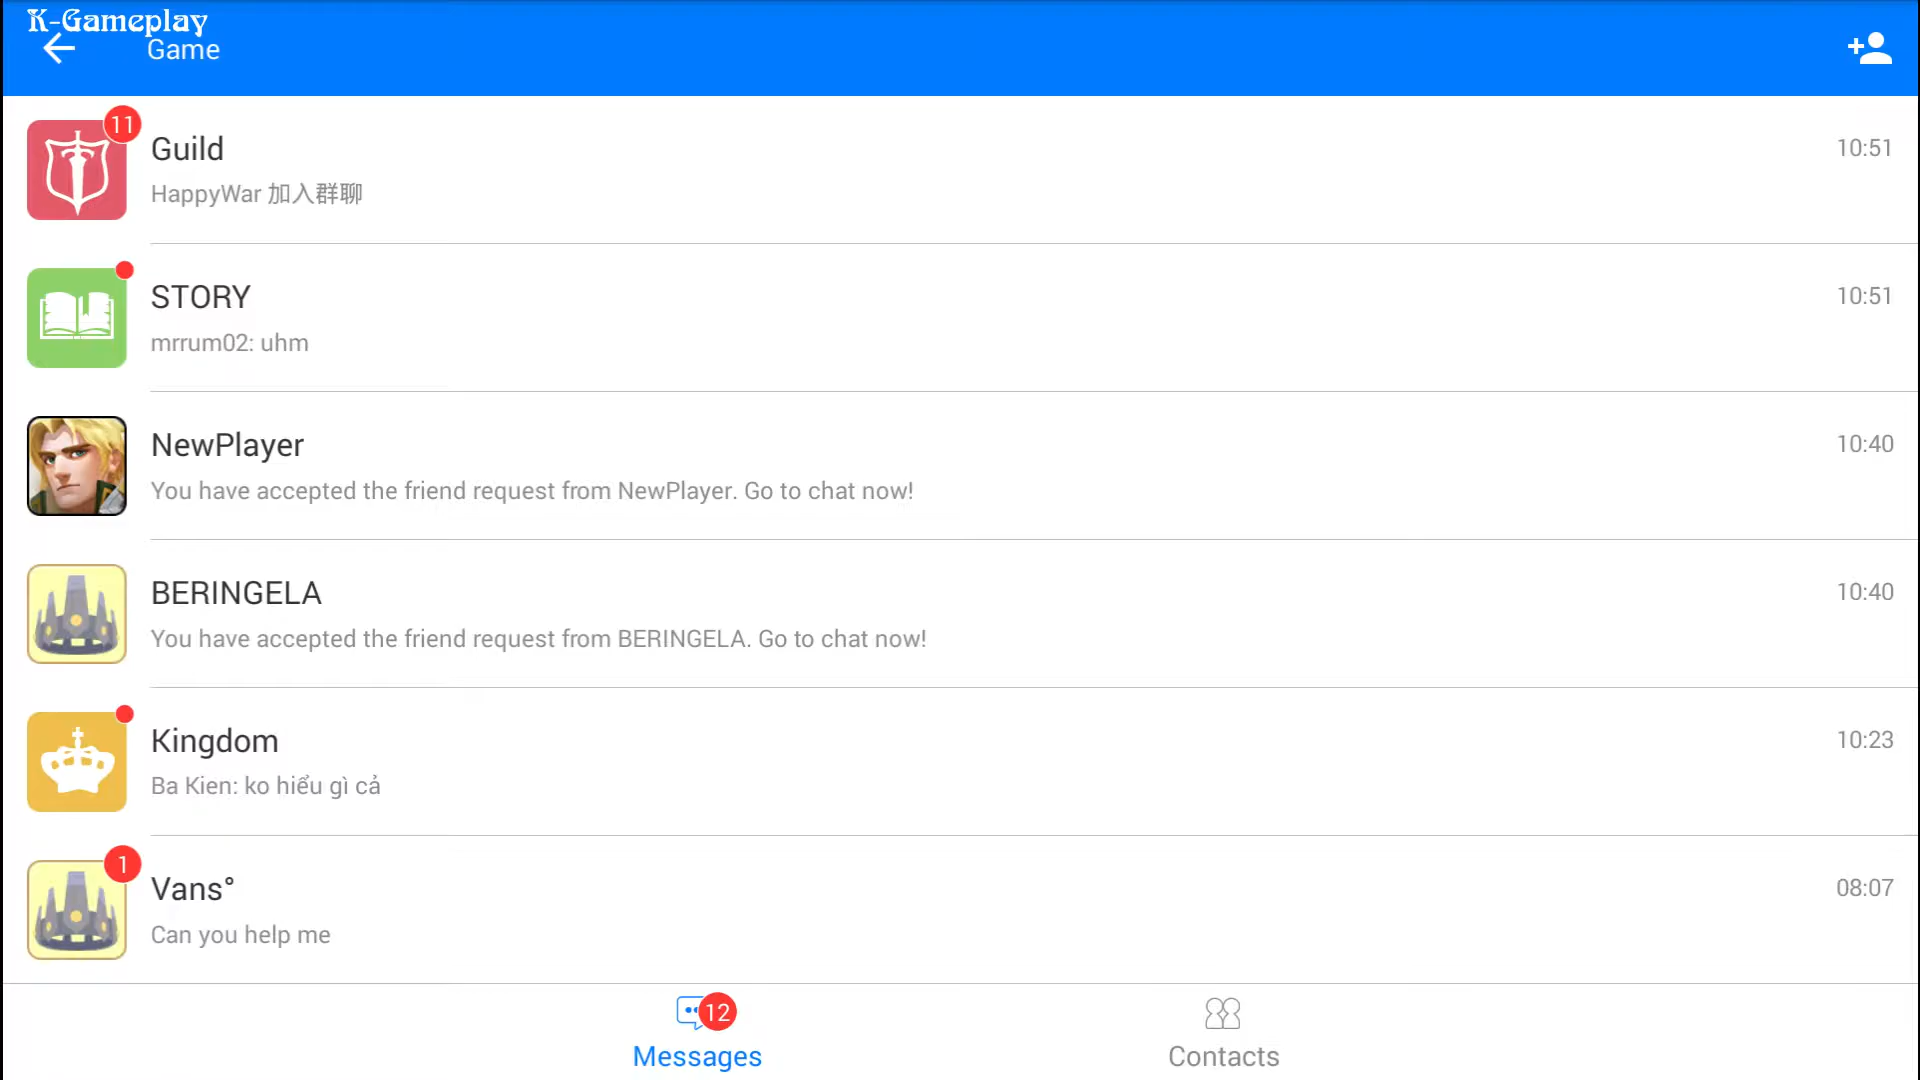 K-Gameplay
Game
11
Guild
10:51
HappyWar 加入群聊
STORY
10:51
mrrum02: uhm
NewPlayer
10:40
You have accepted the friend request from NewPlayer. Go to chat now!
BERINGELA
10:40
You have accepted the friend request from BERINGELA. Go to chat now!
Kingdom
10:23
Ba Kien: ko hiểu gì cả
1
Vans°
08:07
Can you help me
12
Messages
Contacts